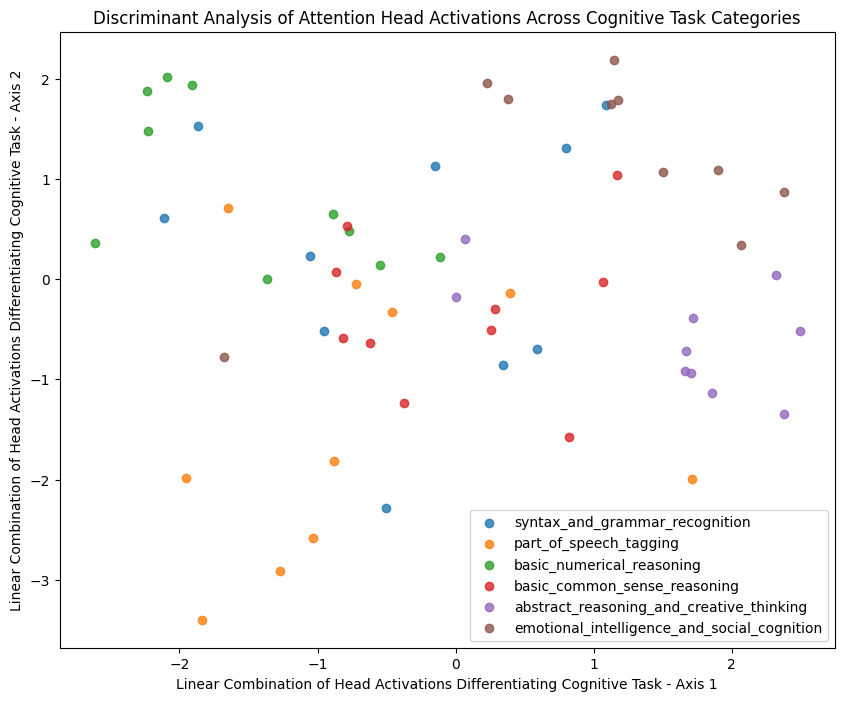 Discriminant Analysis of Attention Head Activations Across Cognitive Task Categories
Linear Combination of Head Activations Differentiating Cognitive Task - Axis 2
2
1
0
−1
−2
−3
syntax_and_grammar_recognition
part_of_speech_tagging
basic_numerical_reasoning
basic_common_sense_reasoning
abstract_reasoning_and_creative_thinking
emotional_intelligence_and_social_cognition
−2
−1
0
1
2
Linear Combination of Head Activations Differentiating Cognitive Task - Axis 1